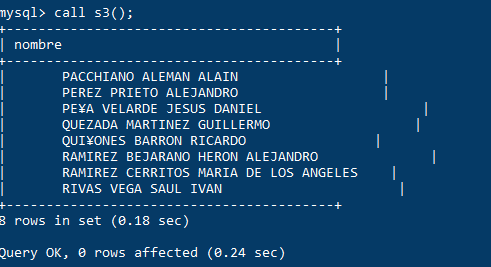 mysql> call s3();
+---------------------------------------+
| nombre |
+---------------------------------------+
| PACCHIANO ALEMAN ALAIN |
| PEREZ PRIETO ALEJANDRO |
| PE¥A VELARDE JESUS DANIEL |
| QUEZADA MARTINEZ GUILLERMO |
| QUI¥ONES BARRON RICARDO |
| RAMIREZ BEJARANO HERON ALEJANDRO |
| RAMIREZ CERRITOS MARIA DE LOS ANGELES |
| RIVAS VEGA SAUL IVAN |
+---------------------------------------+
8 rows in set (0.18 sec)
Query OK, 0 rows affected (0.24 sec)